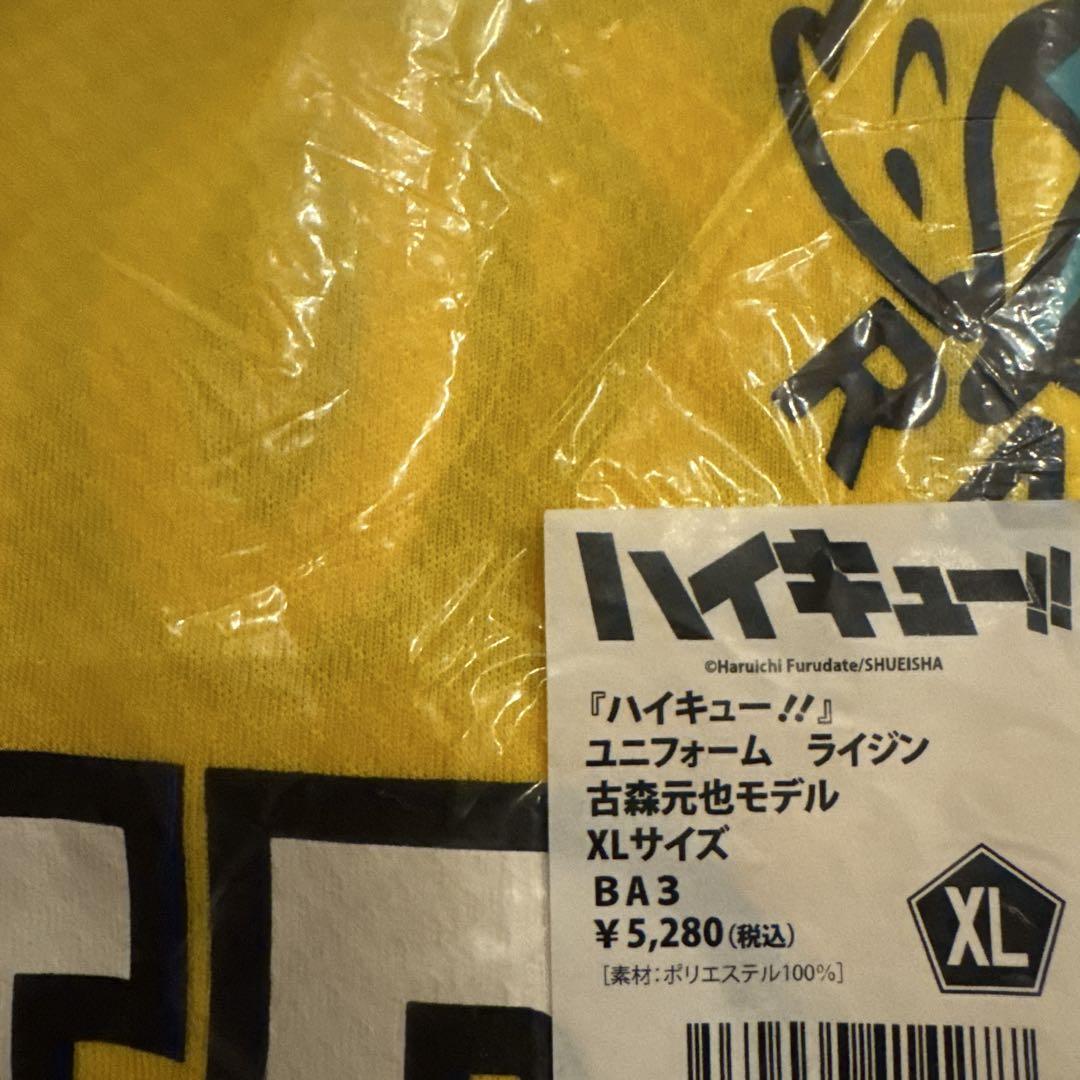 R
ハイキュー!!
©Haruichi Furudate/SHUEISHA
『ハイキュー!!』
ユニフォーム ライジン
古森元也モデル
XLサイズ
BA3
¥5,280(税込)
[素材:ポリエステル100%]
XL